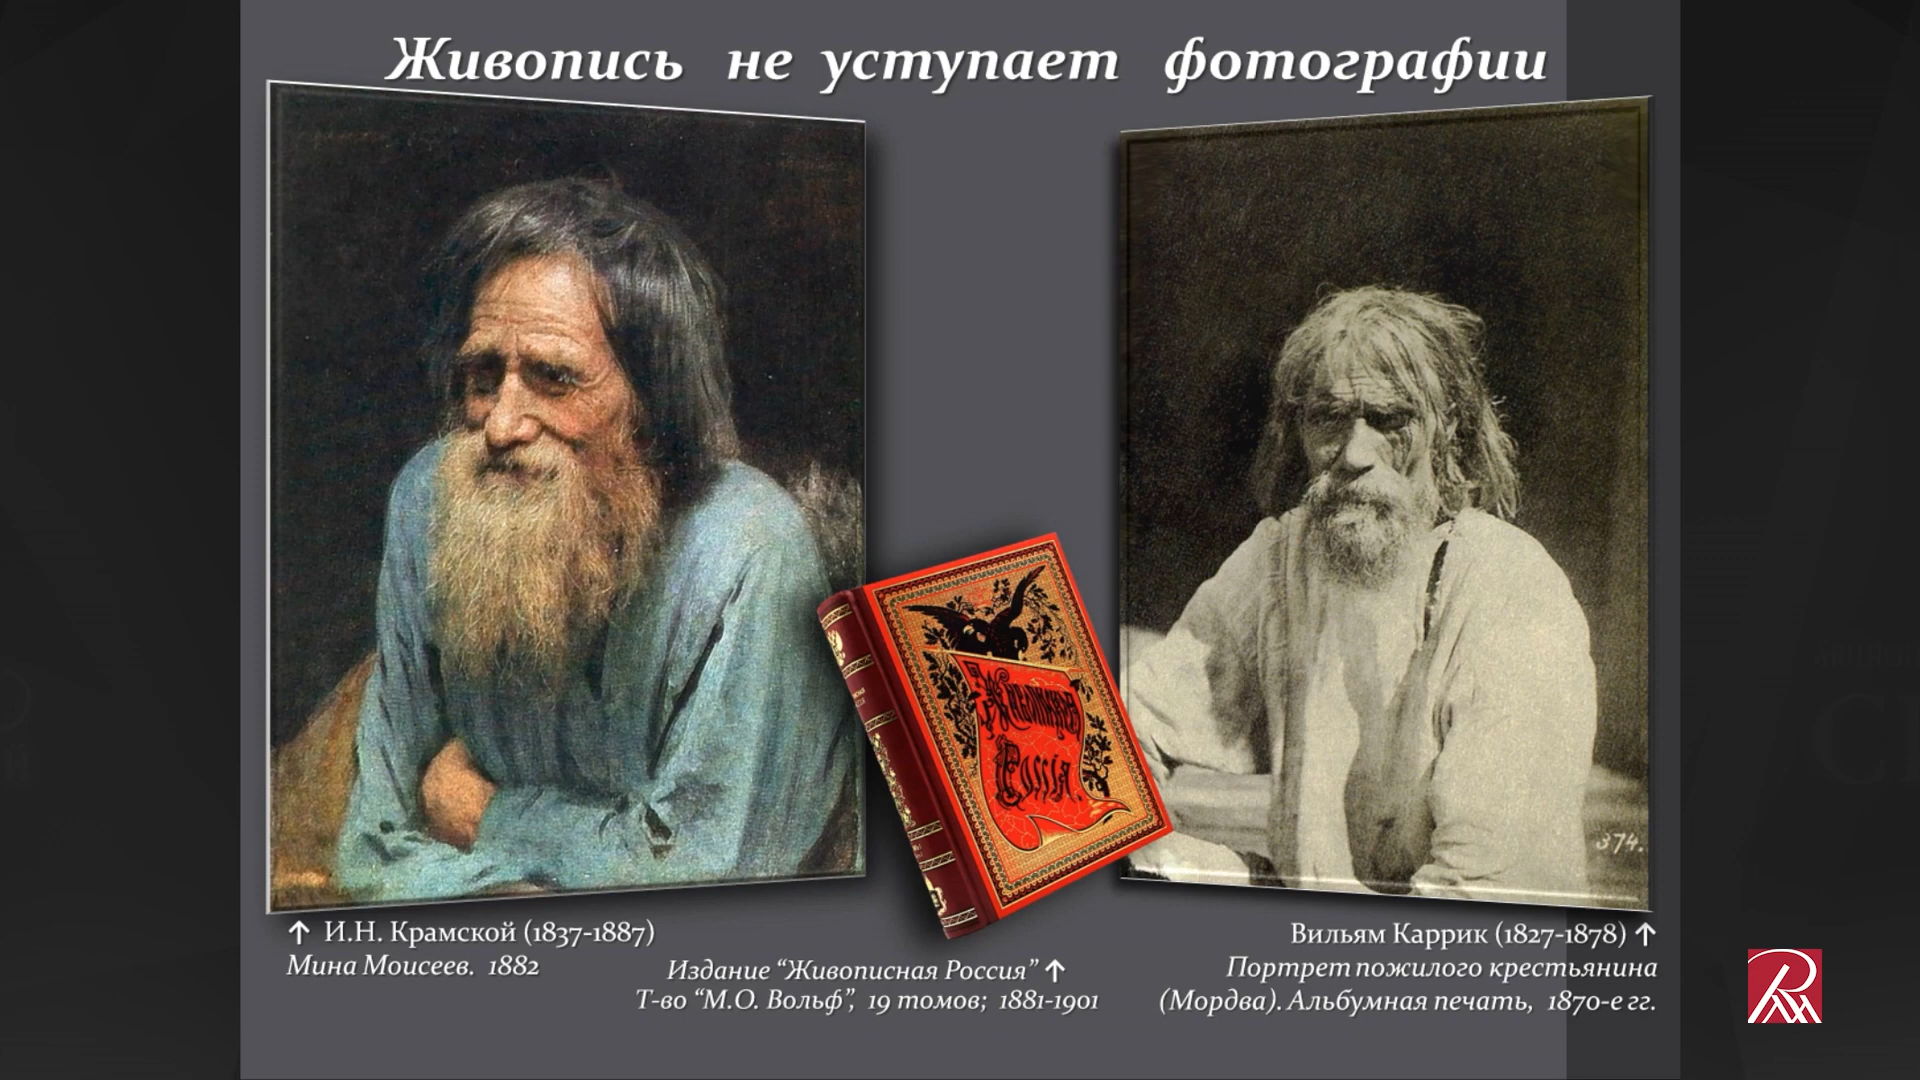 Живопись не уступает фотографии
Живописная
Россія.
374.
↑ И.Н. Крамской (1837-1887)
Мина Моисеев. 1882
Издание “Живописная Россия” ↑
Т-во “М.О. Вольф”, 19 томов; 1881-1901
Вильям Каррик (1827-1878) ↑
Портрет пожилого крестьянина
(Мордва). Альбумная печать, 1870-е гг.